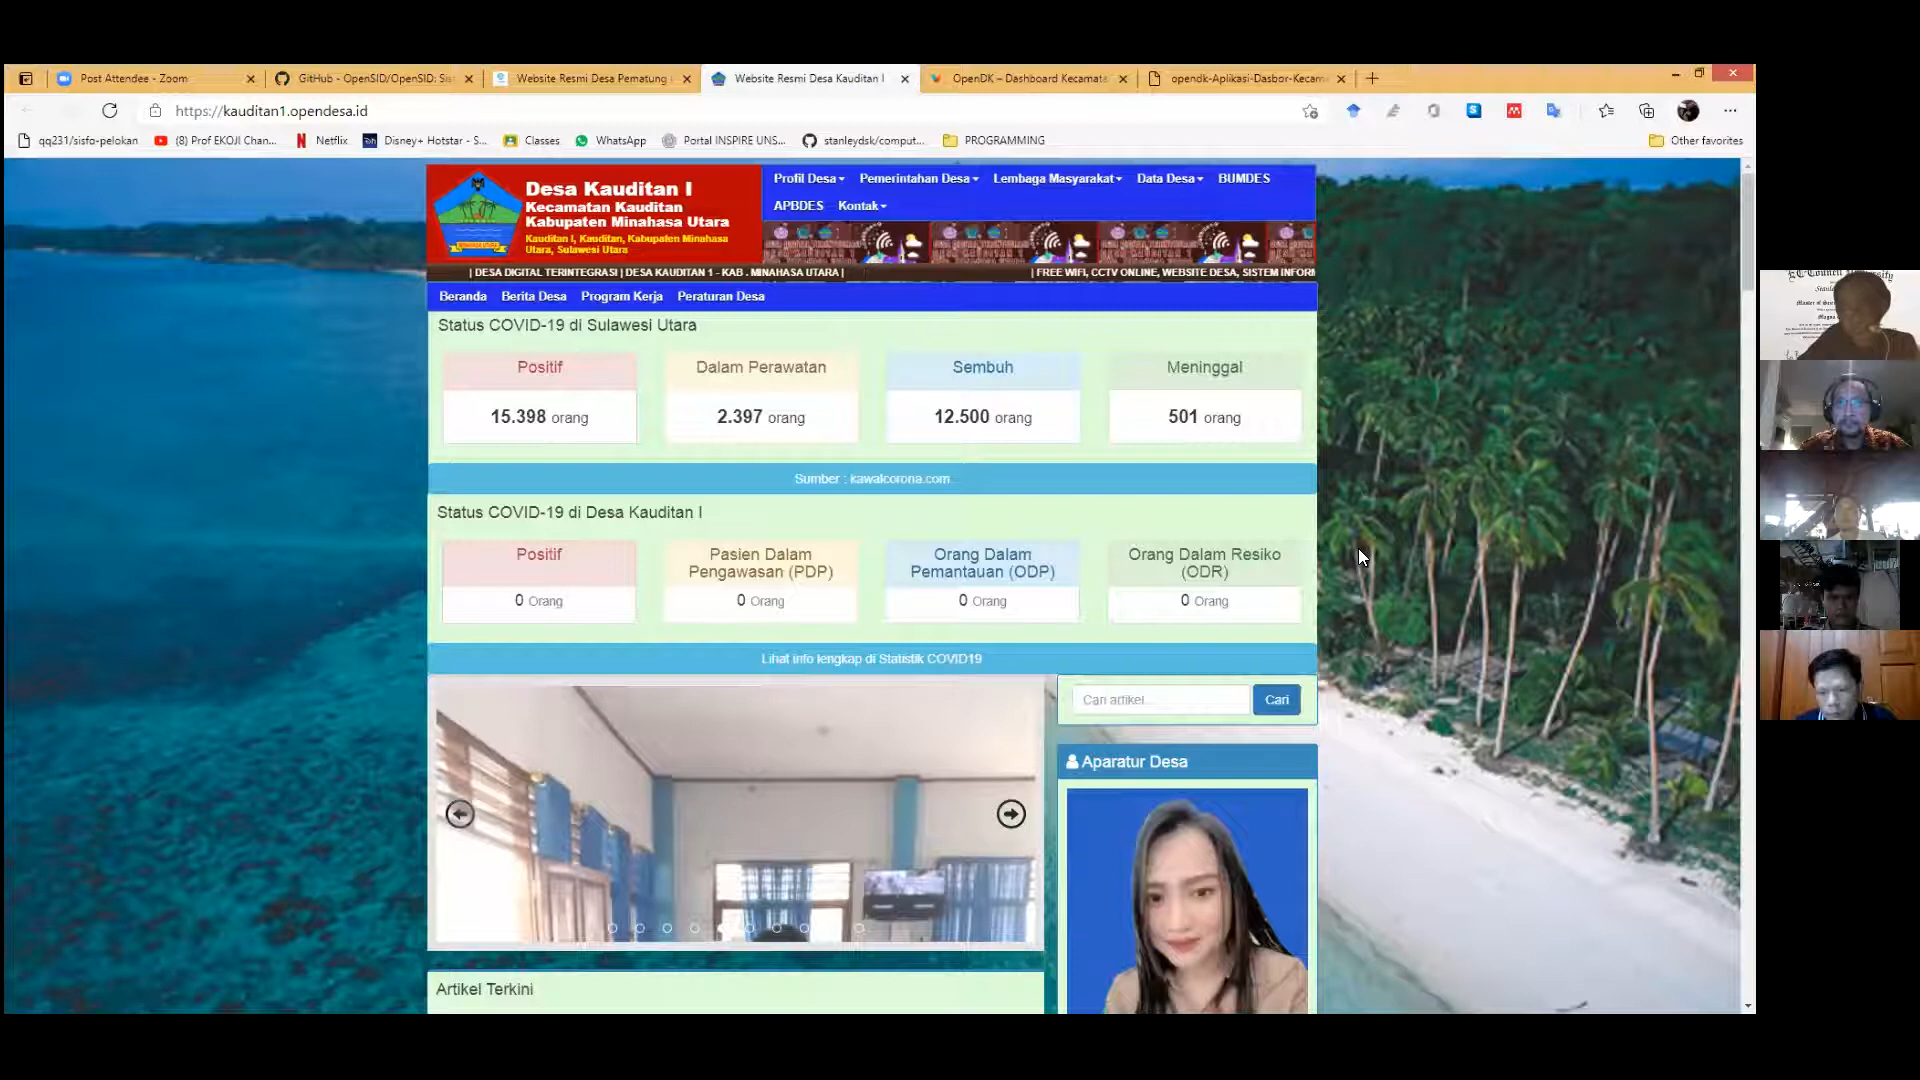 Post Attendee - Zoom
GitHub - OpenSID/OpenSID: Sis
Website Resmi Desa Pematung
Website Resmi Desa Kauditan I
OpenDK – Dashboard Kecamata
opendk-Aplikasi-Dasbor-Kecam
https://kauditan1.opendesa.id
qq231/sisfo-pelokan
(8) Prof EKOJI Chan...
Netflix
Disney+ Hotstar - S...
Classes
WhatsApp
Portal INSPIRE UNS...
stanleydsk/comput...
PROGRAMMING
Other favorites
Desa Kauditan I
Kecamatan Kauditan
Kabupaten Minahasa Utara
Kauditan I, Kauditan, Kabupaten Minahasa
Utara, Sulawesi Utara
Profil Desa
Pemerintahan Desa
Lembaga Masyarakat
Data Desa
BUMDES
APBDES
Kontak
| DESA DIGITAL TERINTEGRASI | DESA KAUDITAN 1 - KAB . MINAHASA UTARA |
| FREE WIFI, CCTV ONLINE, WEBSITE DESA, SISTEM INFORM
Beranda
Berita Desa
Program Kerja
Peraturan Desa
Status COVID-19 di Sulawesi Utara
Positif
Dalam Perawatan
Sembuh
Meninggal
15.398 orang
2.397 orang
12.500 orang
501 orang
Sumber : kawalcorona.com
Status COVID-19 di Desa Kauditan I
Positif
Pasien Dalam
Pengawasan (PDP)
Orang Dalam
Pemantauan (ODP)
Orang Dalam Resiko
(ODR)
0 Orang
0 Orang
0 Orang
0 Orang
Lihat info lengkap di Statistik COVID19
Cari artikel...
Cari
Aparatur Desa
Artikel Terkini